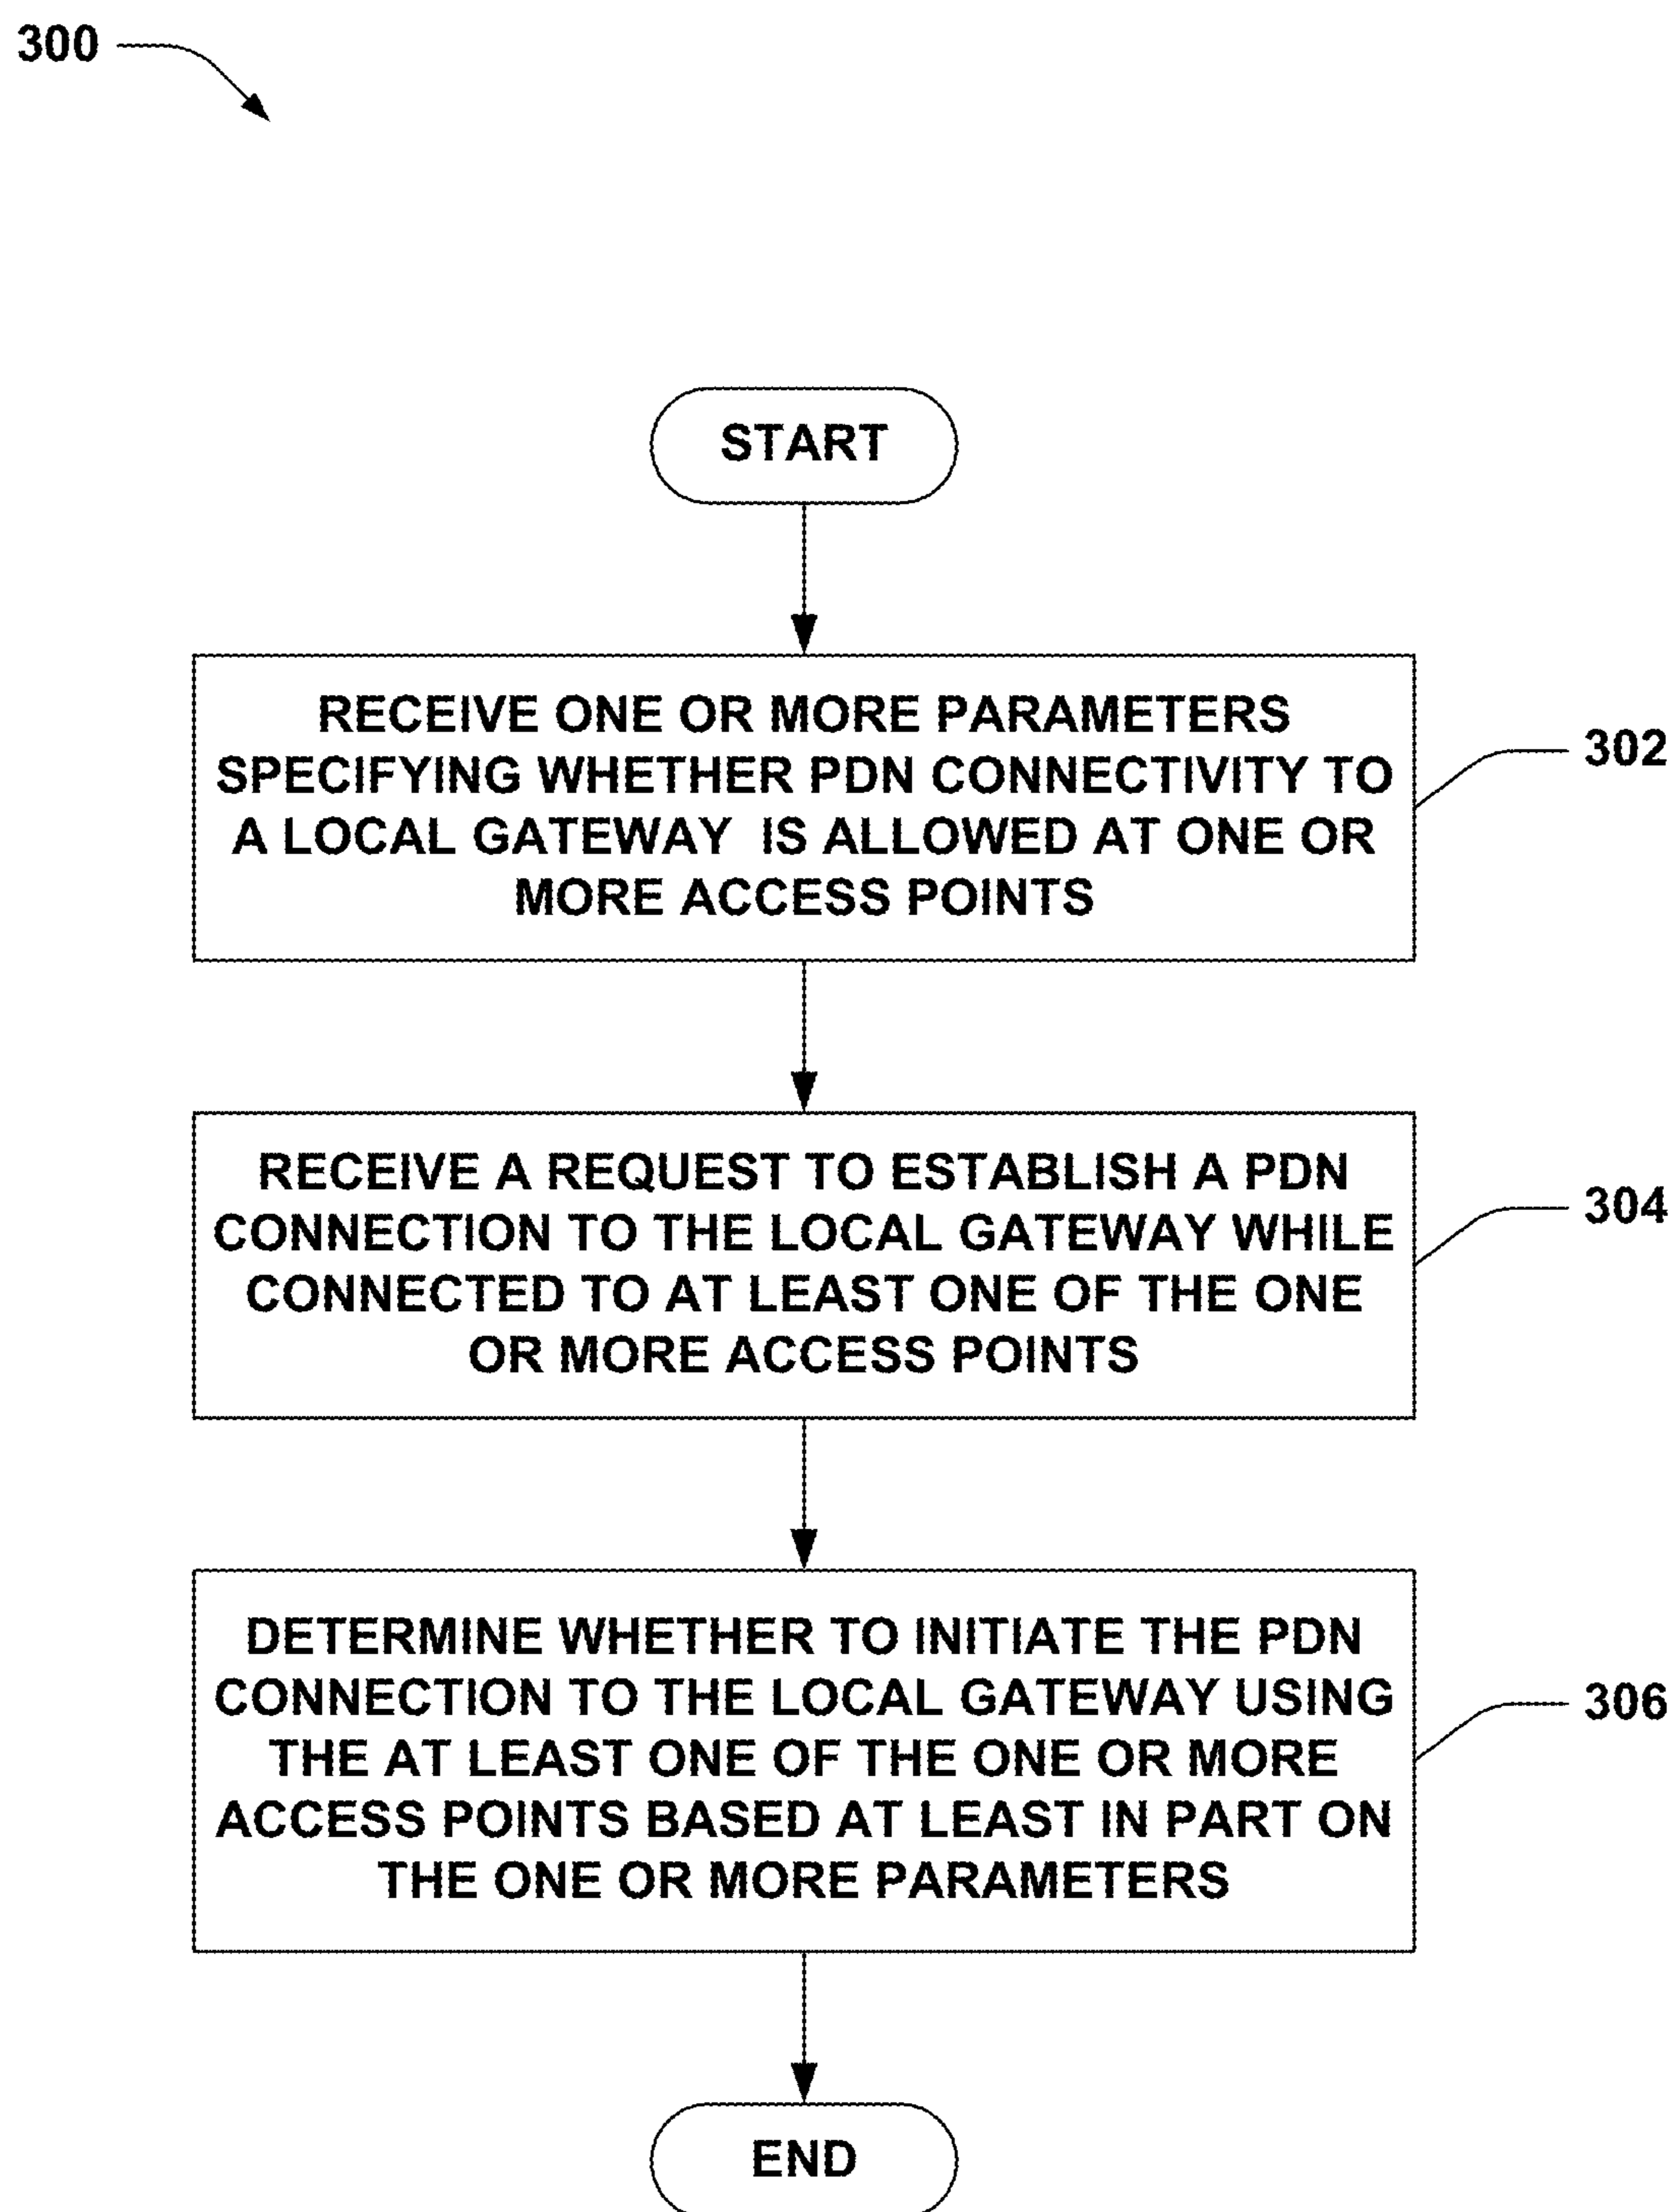 300
START
RECEIVE ONE OR MORE PARAMETERS
SPECIFYING WHETHER PDN CONNECTIVITY TO
A LOCAL GATEWAY IS ALLOWED AT ONE OR
MORE ACCESS POINTS
302
RECEIVE A REQUEST TO ESTABLISH A PDN
CONNECTION TO THE LOCAL GATEWAY WHILE
CONNECTED TO AT LEAST ONE OF THE ONE
OR MORE ACCESS POINTS
304
DETERMINE WHETHER TO INITIATE THE PDN
CONNECTION TO THE LOCAL GATEWAY USING
THE AT LEAST ONE OF THE ONE OR MORE
ACCESS POINTS BASED AT LEAST IN PART ON
THE ONE OR MORE PARAMETERS
306
END